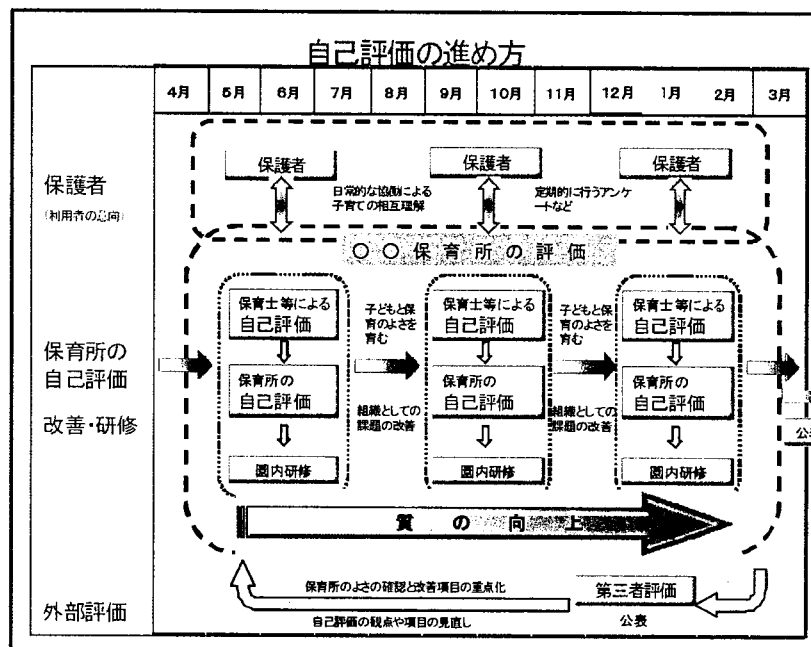 自己評価の進め方
4月 5月 6月 7月 8月 9月 10月 11月 12月 1月 2月 3月
保護者
(利用者の意向)
保護者
保護者
保護者
日常的な協働による
子育ての相互理解
定期的に行うアンケ
ートなど
○○保育所の評価
保育所の
自己評価
改善・研修
保育士等による
自己評価
保育所の
自己評価
園内研修
子どもと保
育のよさを
育む
組織としての
課題の改善
保育士等による
自己評価
保育所の
自己評価
園内研修
子どもと保
育のよさを
育む
組織としての
課題の改善
保育士等による
自己評価
保育所の
自己評価
園内研修
公表
質の向上
外部評価
保育所のよさの確認と改善項目の重点化
自己評価の観点や項目の見直し
第三者評価
公表